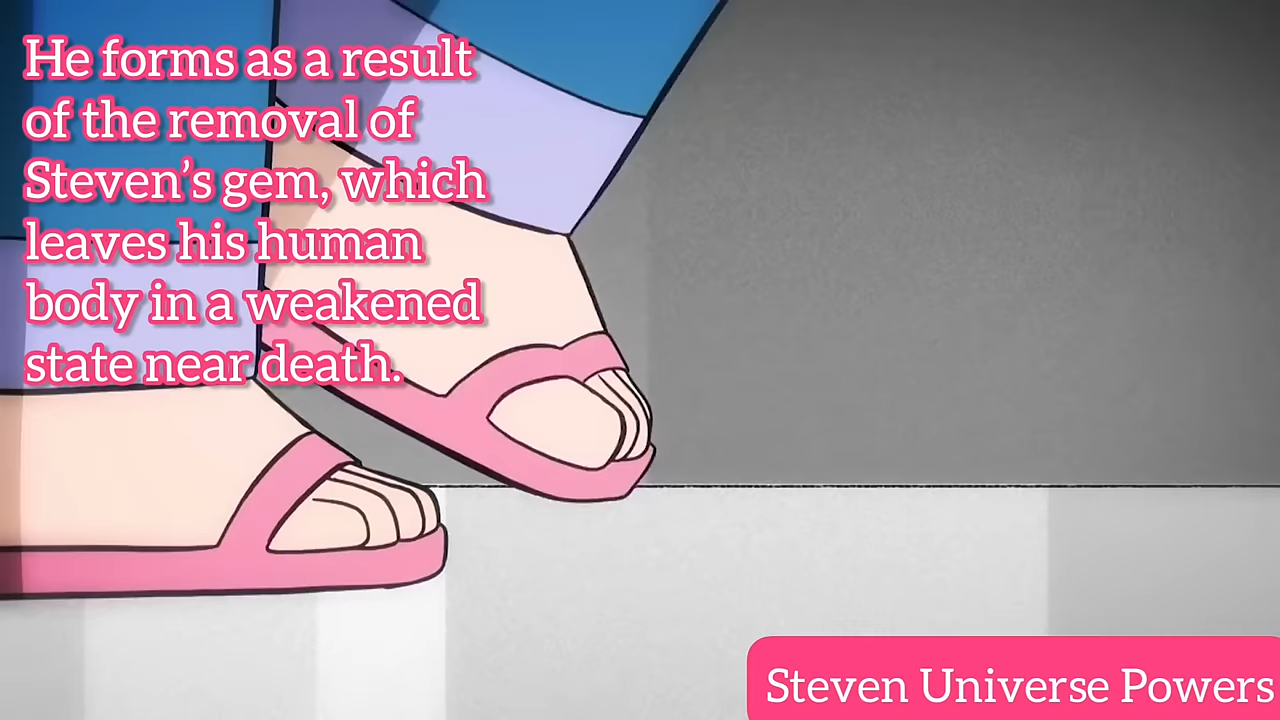 He forms as a result
of the removal of
Steven’s gem, which
leaves his human
body in a weakened
state near death.
Steven Universe Powers